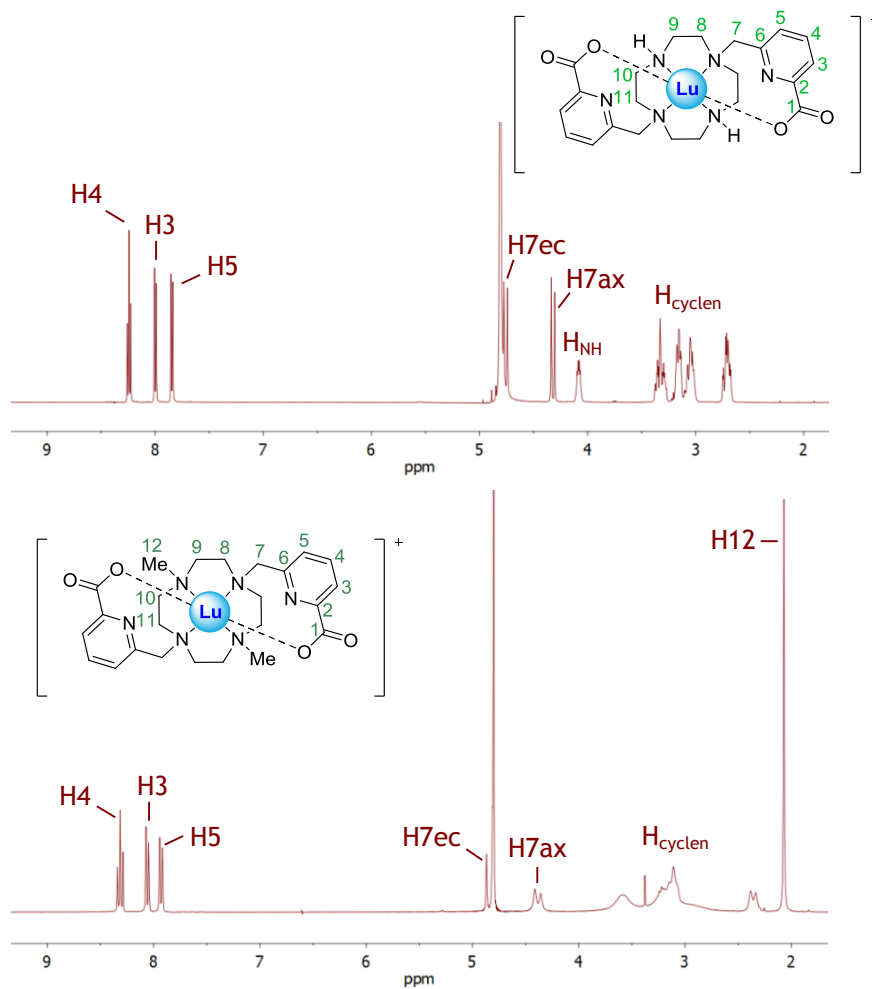 9 8 7 5
6 4
H N N O
O 10 Lu N 3
N 11 2
1
N N O O
H
+
H4
H3
H5
H7ec
H7ax
HNH
Hcyclen
9 8 7 6 5 4 3 2
ppm
12 9 8 7 5
Me 6 4
N N
O O 10 Lu N 3
N 11 2
1
N N O O
Me
+
H12
H4
H3
H5
H7ec
H7ax
Hcyclen
9 8 7 6 5 4 3 2
ppm